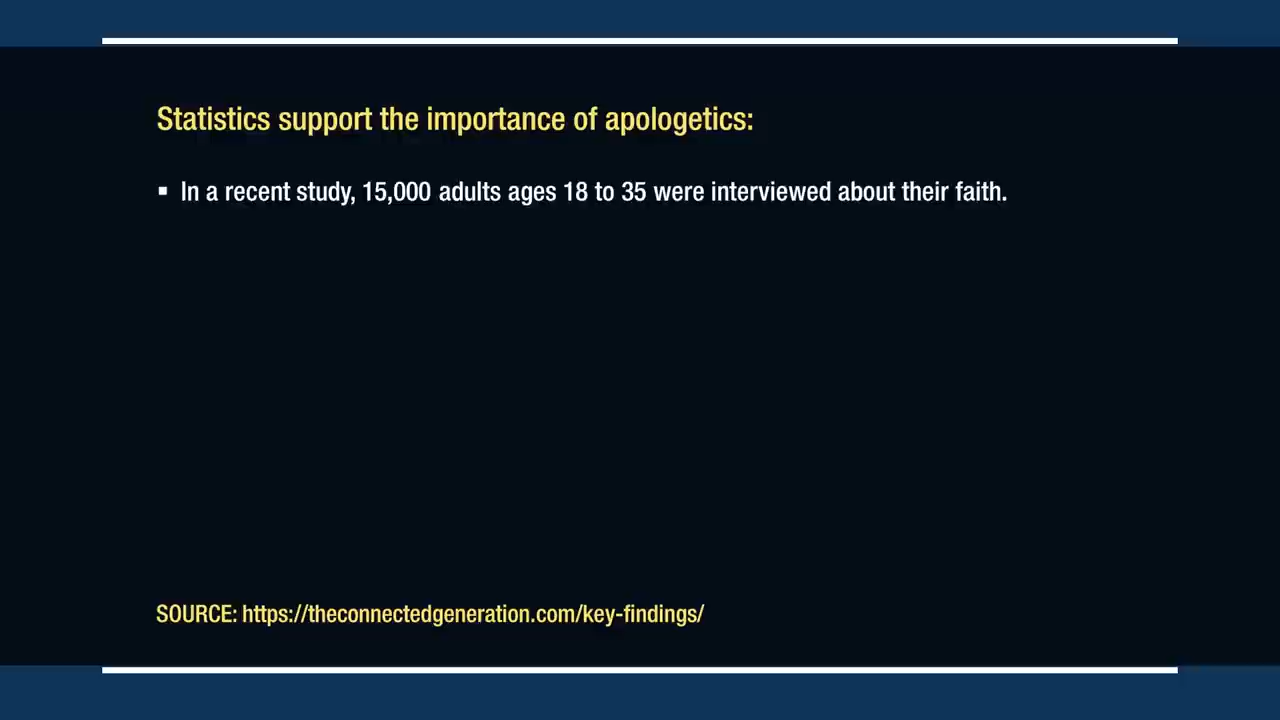 Statistics support the importance of apologetics:
▪ In a recent study, 15,000 adults ages 18 to 35 were interviewed about their faith.
SOURCE: https://theconnectedgeneration.com/key-findings/